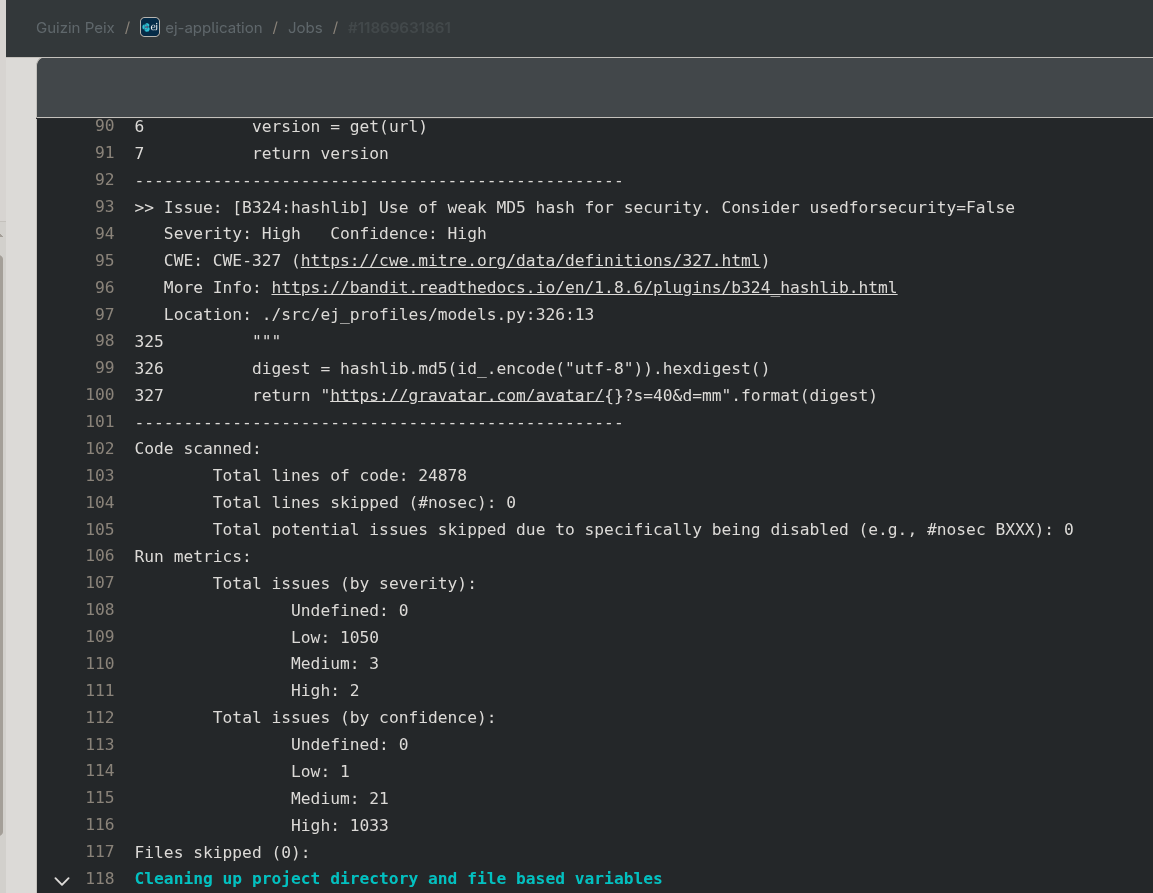 Guizin Peix / ej ej-application / Jobs / #11869631861
90 6 version = get(url)
91 7 return version
92 --------------------------------------------------
93 >> Issue: [B324:hashlib] Use of weak MD5 hash for security. Consider usedforsecurity=False
94 Severity: High Confidence: High
95 CWE: CWE-327 (https://cwe.mitre.org/data/definitions/327.html)
96 More Info: https://bandit.readthedocs.io/en/1.8.6/plugins/b324_hashlib.html
97 Location: ./src/ej_profiles/models.py:326:13
98 325 """
99 326 digest = hashlib.md5(id_.encode("utf-8")).hexdigest()
100 327 return "https://gravatar.com/avatar/{}?s=40&d=mm".format(digest)
101 --------------------------------------------------
102 Code scanned:
103 Total lines of code: 24878
104 Total lines skipped (#nosec): 0
105 Total potential issues skipped due to specifically being disabled (e.g., #nosec BXXX): 0
106 Run metrics:
107 Total issues (by severity):
108 Undefined: 0
109 Low: 1050
110 Medium: 3
111 High: 2
112 Total issues (by confidence):
113 Undefined: 0
114 Low: 1
115 Medium: 21
116 High: 1033
117 Files skipped (0):
118 Cleaning up project directory and file based variables